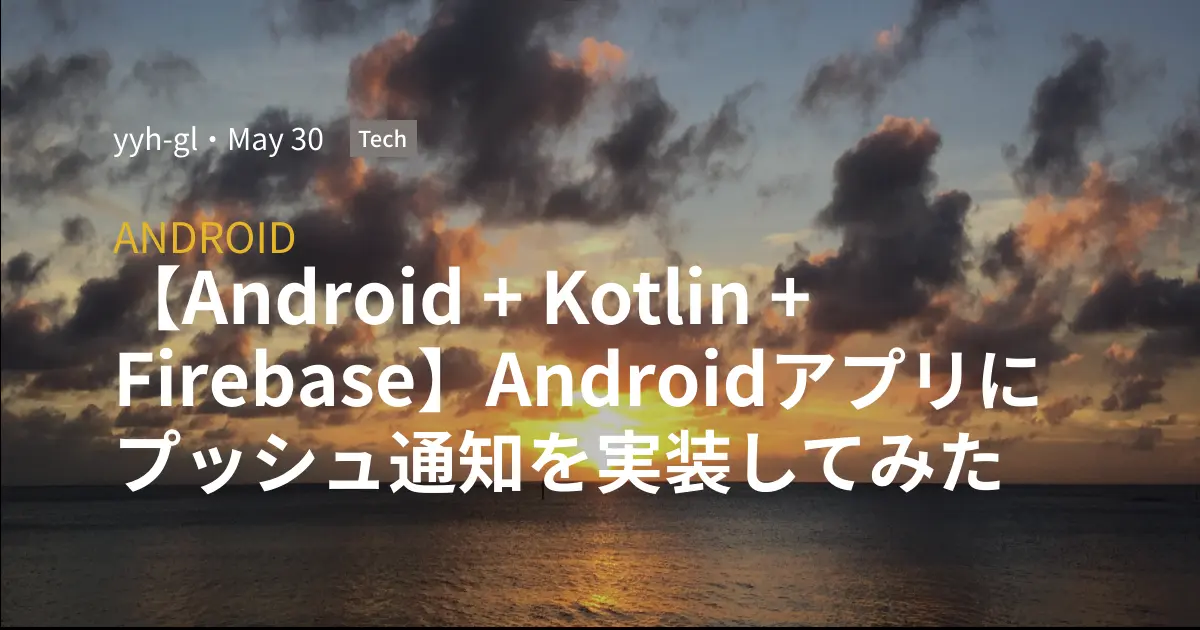 yyh-gl・May 30 Tech
ANDROID
【Android + Kotlin +
Firebase】Androidアプリに
プッシュ通知を実装してみた